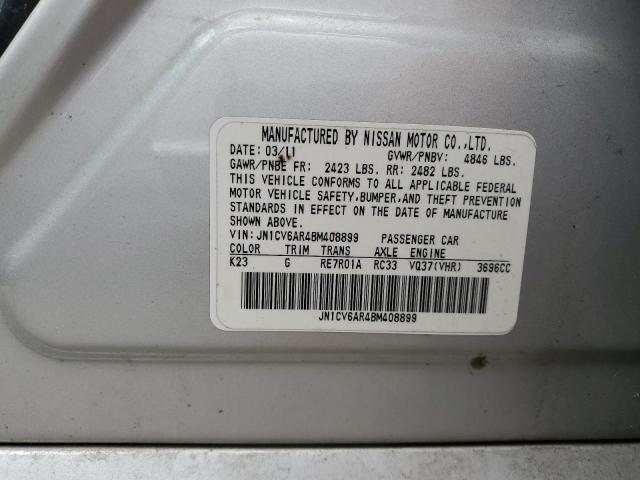 MANUFACTURED BY NISSAN MOTOR CO.,LTD.
DATE: 03/11 GVWR/PNBV: 4846 LBS.
GAWR/PNBE FR: 2423 LBS. RR: 2482 LBS.
THIS VEHICLE CONFORMS TO ALL APPLICABLE FEDERAL
MOTOR VEHICLE SAFETY,BUMPER,AND THEFT PREVENTION
STANDARDS IN EFFECT ON THE DATE OF MANUFACTURE
SHOWN ABOVE.
VIN: JN1CV6AR4BM408899 PASSENGER CAR
COLOR TRIM TRANS AXLE ENGINE
K23 G RE7R01A RC33 VQ37(VHR) 3696CC
JN1CV6AR4BM408899